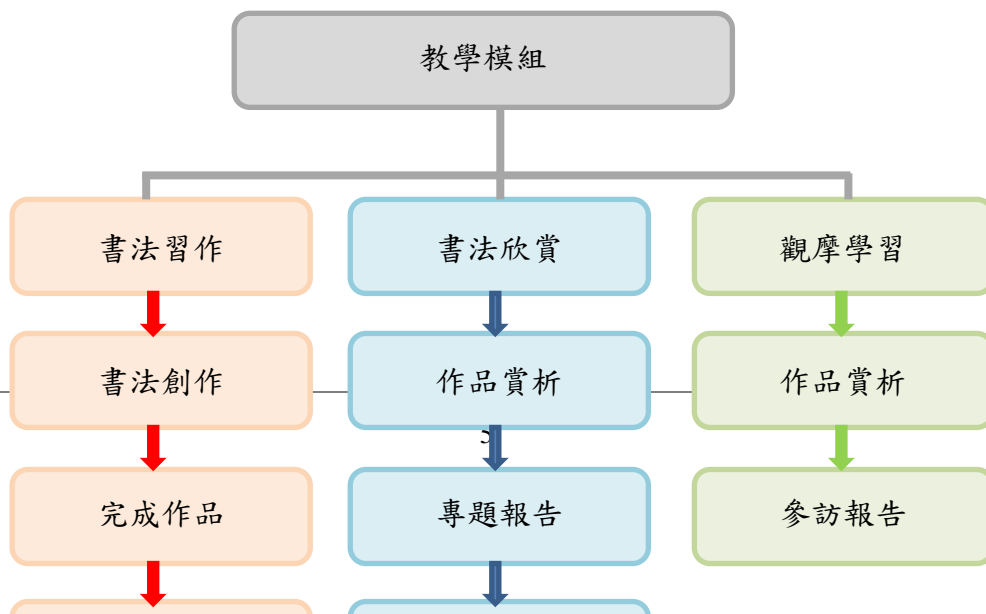 教學模組
書法習作
書法欣賞
觀摩學習
書法創作
作品賞析
作品賞析
完成作品
專題報告
參訪報告